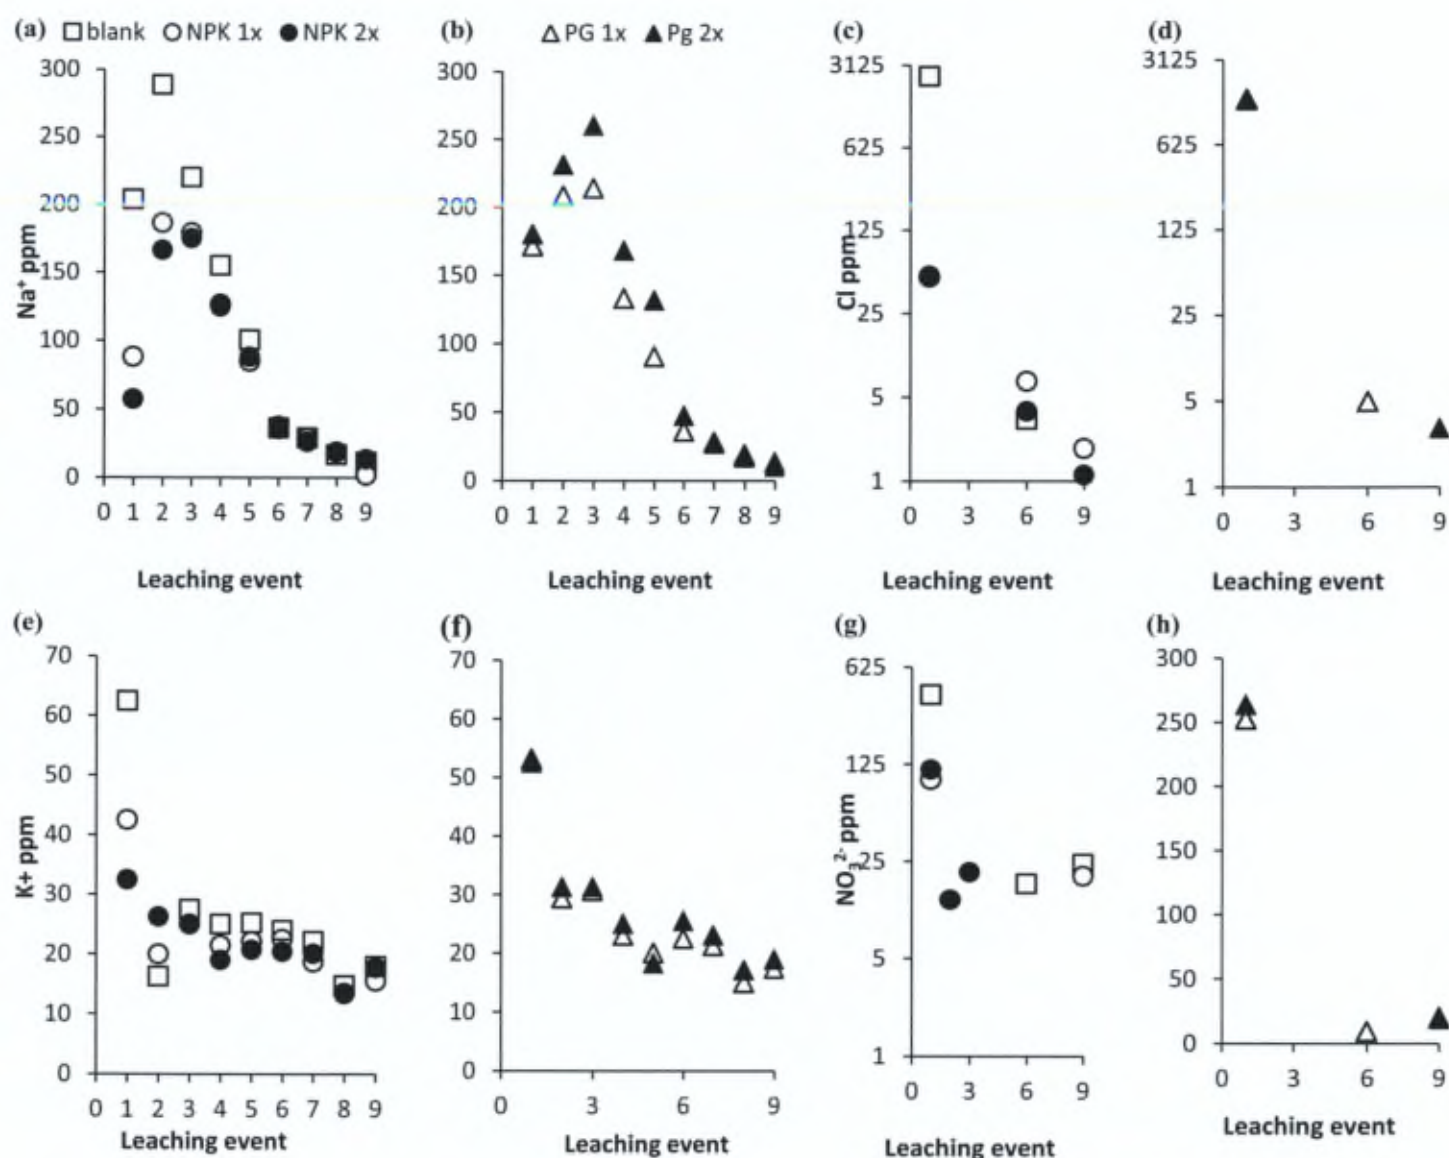 (a) blank NPK 1x NPK 2x
(b) PG 1x Pg 2x
(c)
(d)
300
250
200
150
100
50
0
Na+ ppm
0 1 2 3 4 5 6 7 8 9
Leaching event
300
250
200
150
100
50
0
0 1 2 3 4 5 6 7 8 9
Leaching event
3125
625
125
25
5
1
Cl ppm
0 3 6 9
Leaching event
3125
625
125
25
5
1
0 3 6 9
Leaching event
(e)
70
60
50
40
30
20
10
0
K+ ppm
0 1 2 3 4 5 6 7 8 9
Leaching event
(f)
70
60
50
40
30
20
10
0
0 3 6 9
Leaching event
(g)
625
125
25
5
1
NO3 2- ppm
0 3 6 9
Leaching event
(h)
300
250
200
150
100
50
0
0 3 6 9
Leaching event